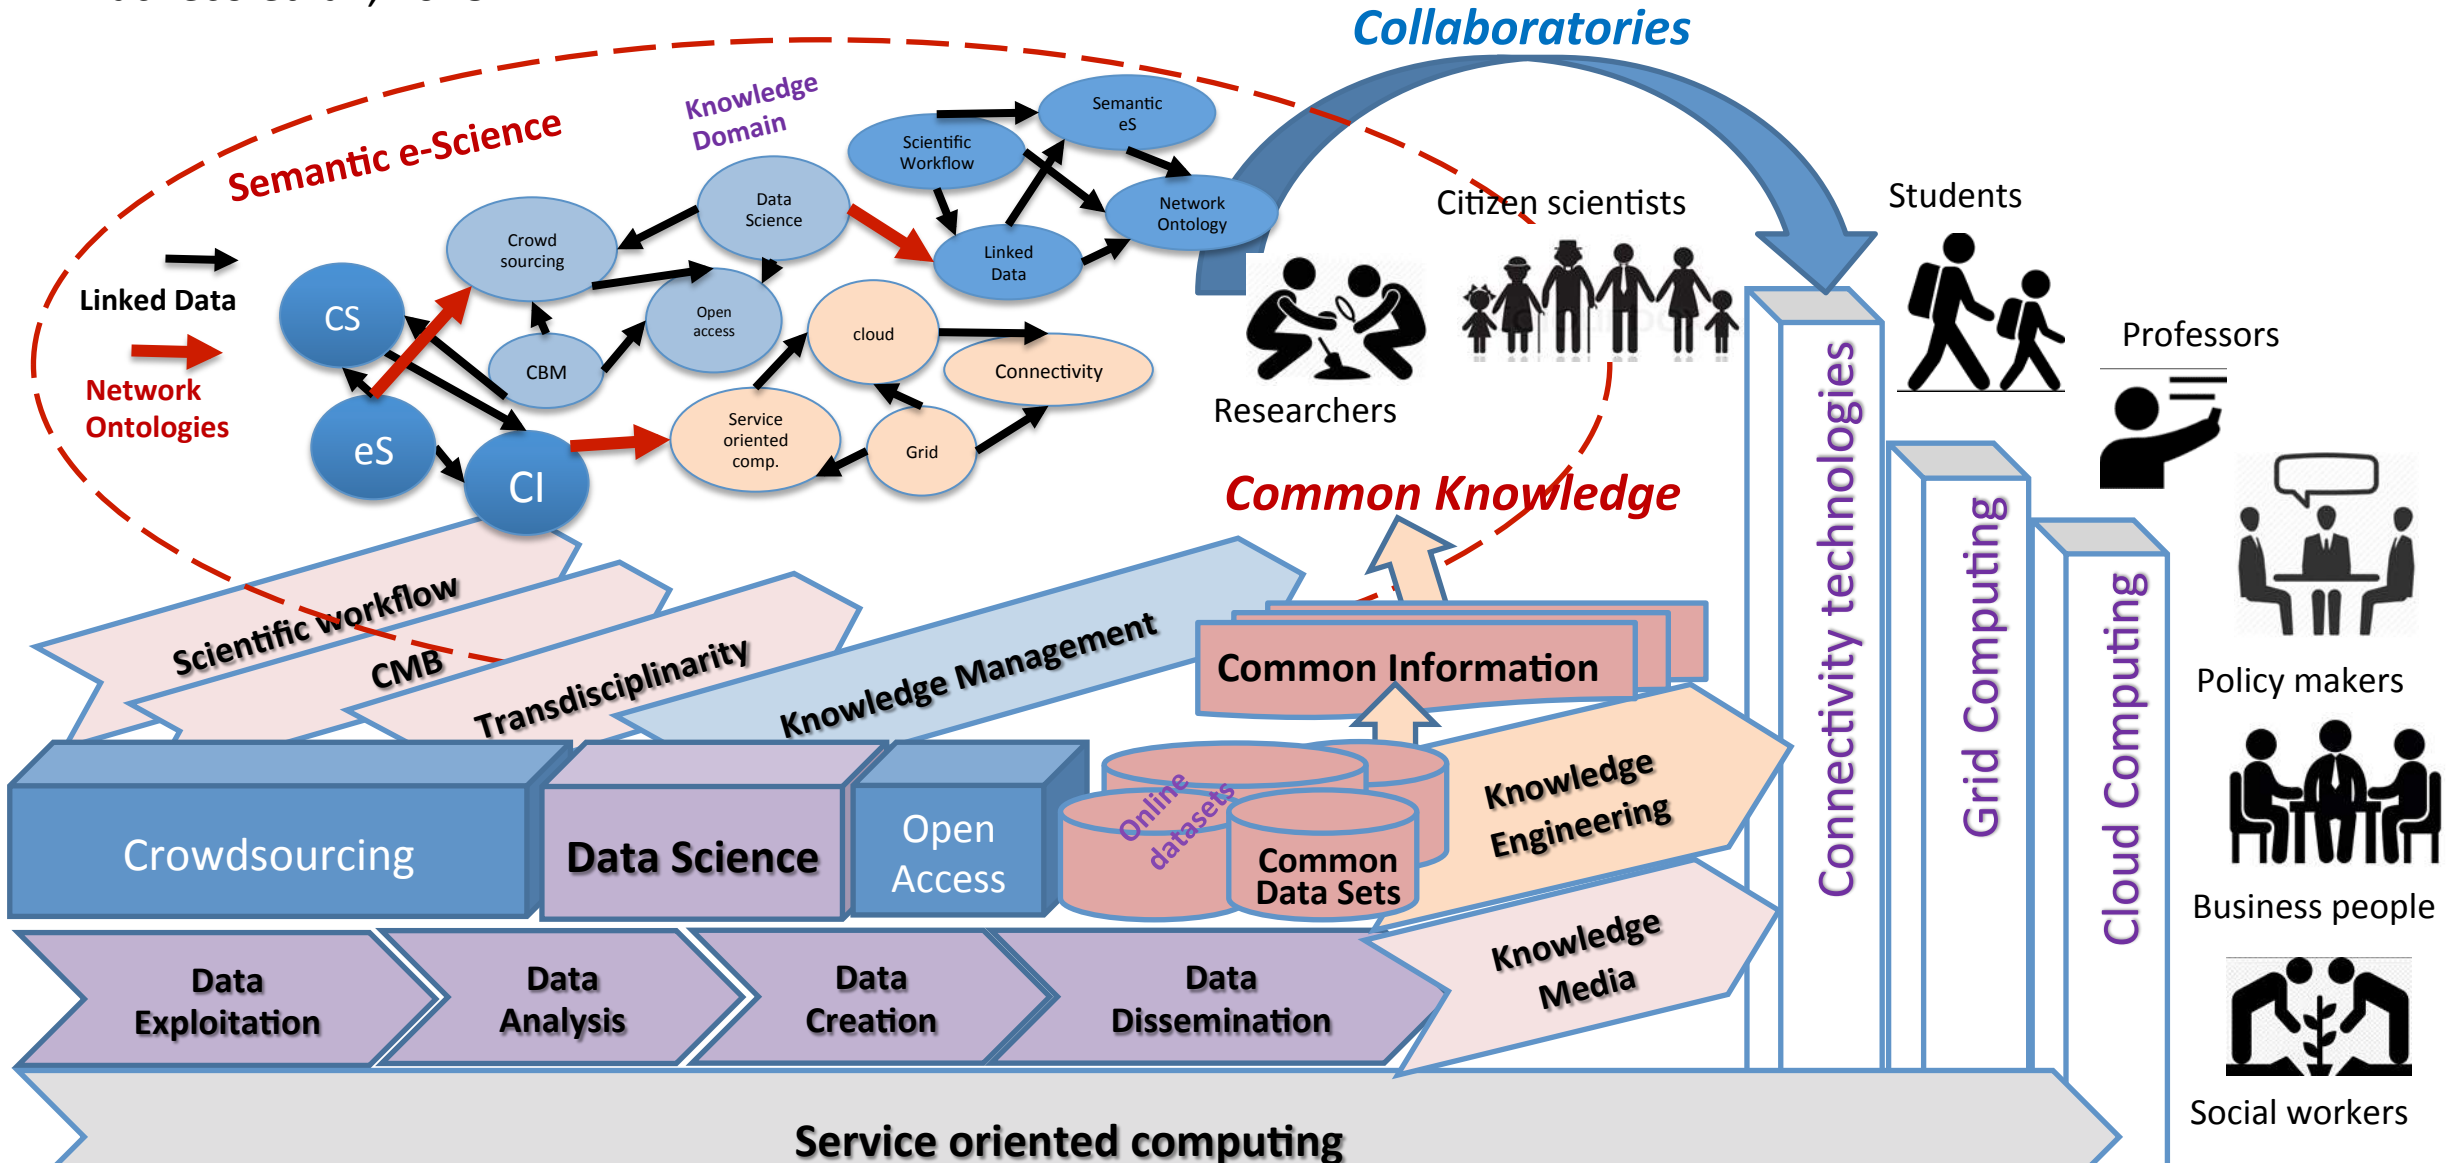 Collaboratories
Semantic e-Science
Knowledge
Domain
Semantic
eS
Scientific
Workflow
Data
Science
Network
Ontology
Crowd
sourcing
Linked
Data
Citizen scientists
Students
Linked Data
Network
Ontologies
CS
CBM
Open
access
cloud
Connectivity
eS
CI
Service
oriented
comp.
Grid
Researchers
Professors
Common Knowledge
Policy makers
Business people
Social workers
Connectivity technologies
Grid Computing
Cloud Computing
Scientific workflow
CMB
Transdisciplinarity
Knowledge Management
Common Information
Crowdsourcing
Data Science
Open
Access
Online
datasets
Common
Data Sets
Knowledge
Engineering
Knowledge
Media
Data
Exploitation
Data
Analysis
Data
Creation
Data
Dissemination
Service oriented computing